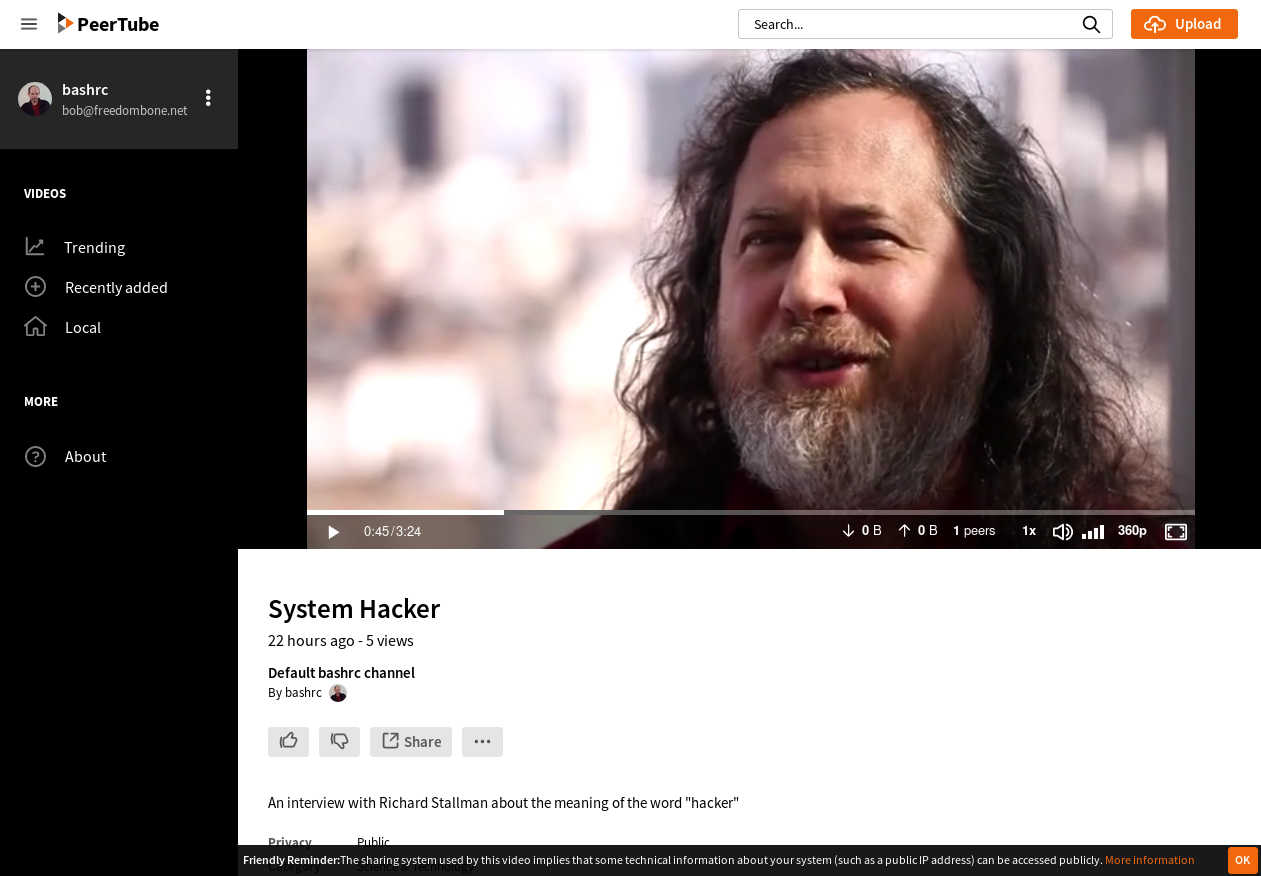 PeerTube
Search...
Upload
bashrc
bob@freedombone.net
VIDEOS
Trending
Recently added
Local
MORE
About
0:45/3:24
0 B
0 B
1 peers
1x
360p
System Hacker
22 hours ago - 5 views
Default bashrc channel
By bashrc
Share
An interview with Richard Stallman about the meaning of the word "hacker"
Privacy Public
Category Science & Technology
Friendly Reminder:The sharing system used by this video implies that some technical information about your system (such as a public IP address) can be accessed publicly. More information
OK